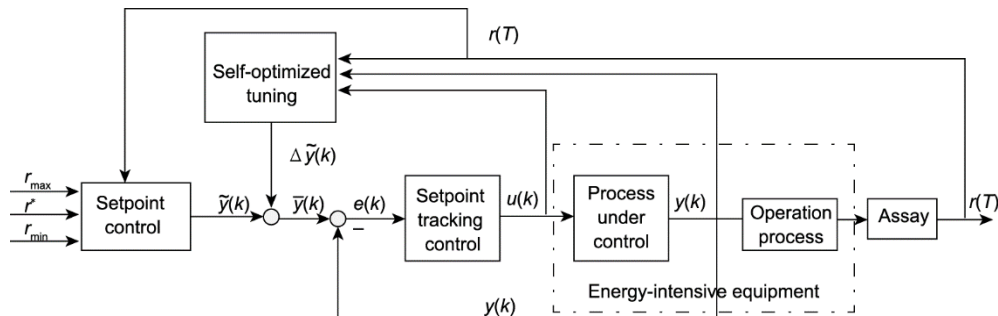 r(T)
Self-optimized
tuning
Δ ỹ(k)
r_max
r*
r_min
Setpoint
control
ỹ(k)
ȳ(k)
e(k)
−
Setpoint
tracking
control
u(k)
Process
under
control
y(k)
Operation
process
Assay
r(T)
Energy-intensive equipment
y(k)